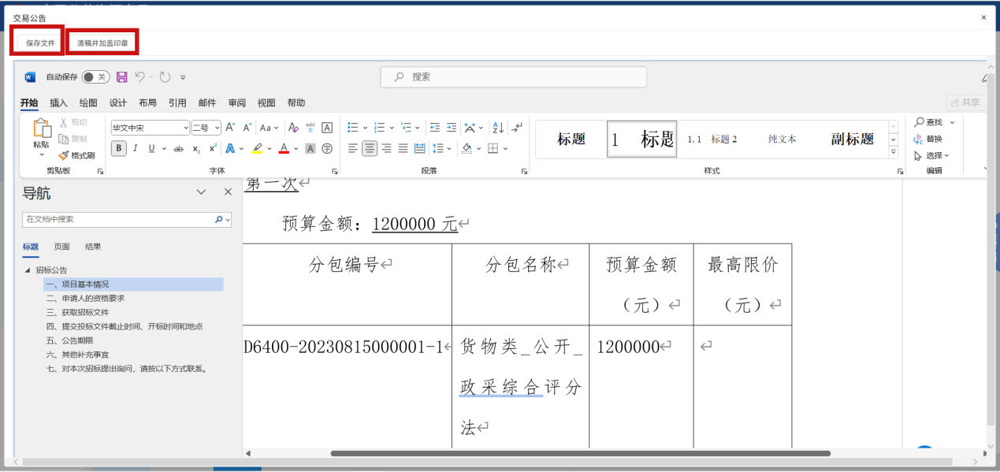 交易公告
保存文件 清稿并加盖印章
自动保存 关 搜索
开始 插入 绘图 设计 布局 引用 邮件 审阅 视图 帮助 共享
粘贴 剪切 复制 格式刷 剪贴板
华文中宋 二号 字体
段落
标题 1 标题 1.1 标题 2 纯文本 副标题 样式
查找 替换 选择 编辑
导航
在文档中搜索
标题 页面 结果
招标公告
一、项目基本情况
二、申请人的资格要求
三、获取招标文件
四、提交投标文件截止时间、开标时间和地点
五、公告期限
六、其他补充事宜
七、对本次招标提出询问，请按以下方式联系。
第一次
预算金额：1200000 元
分包编号 分包名称 预算金额（元） 最高限价（元）
D6400-20230815000001-1 货物类_公开_政采综合评分法 1200000